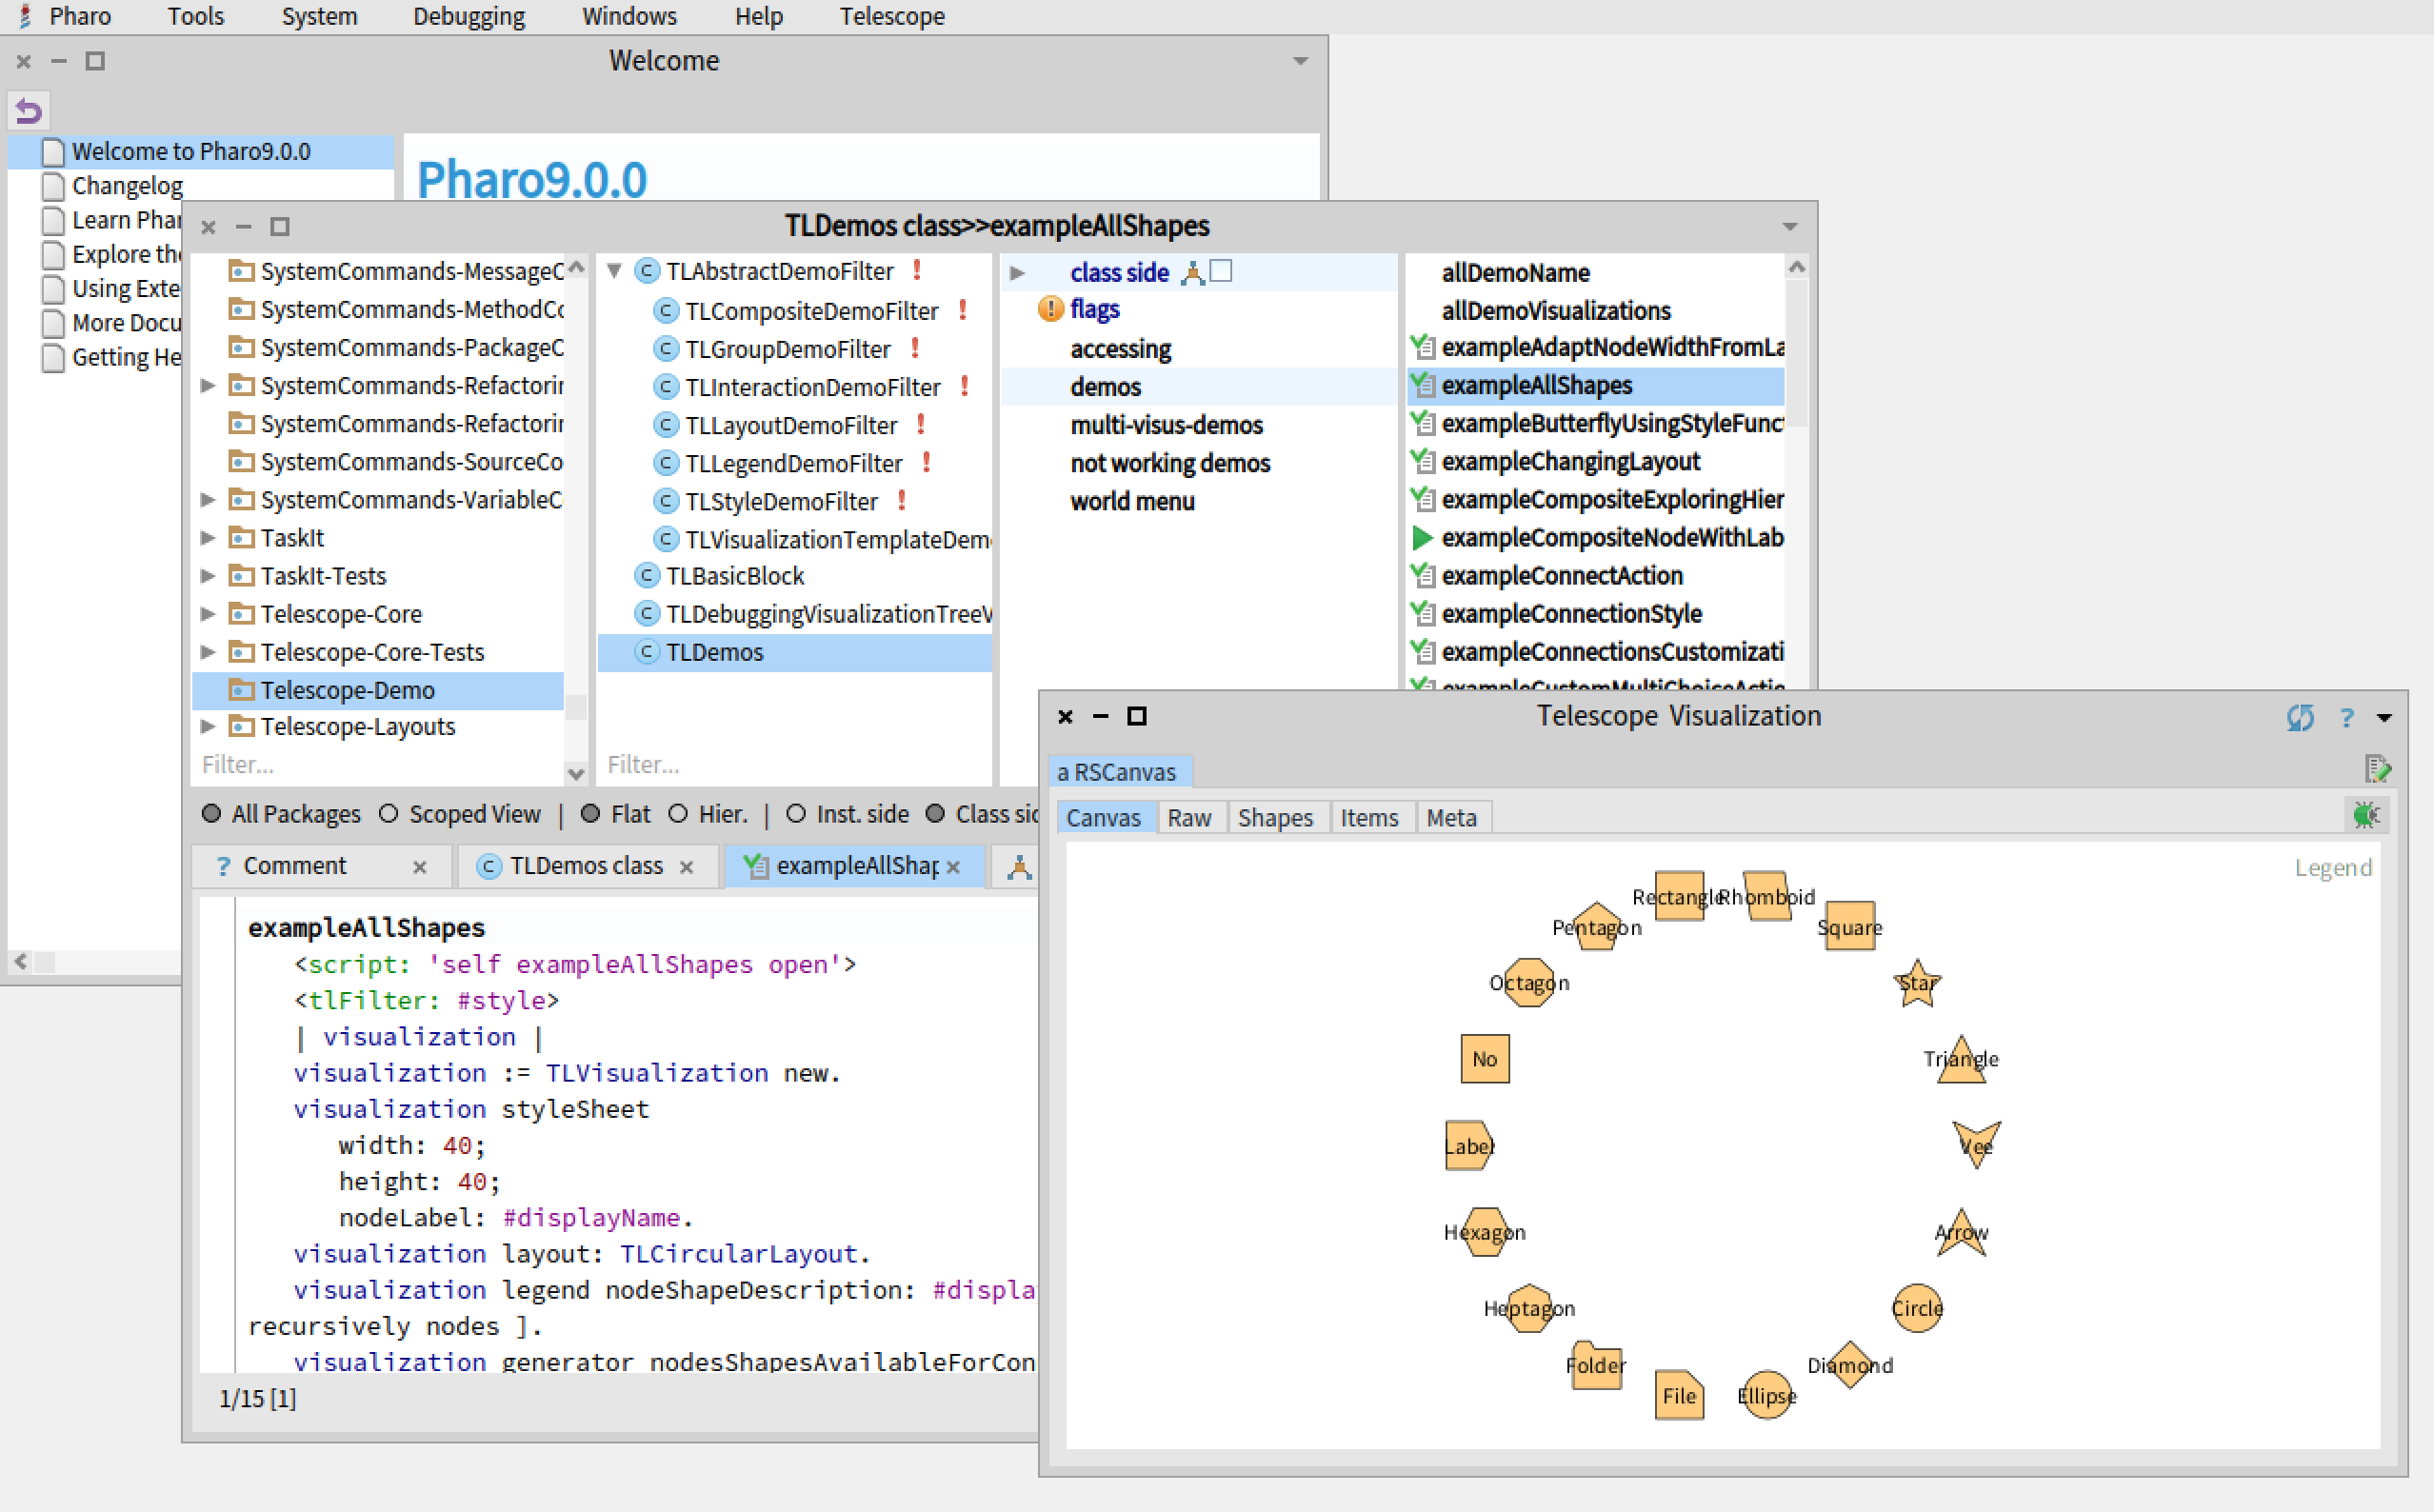 Pharo Tools System Debugging Windows Help Telescope
Welcome
Welcome to Pharo9.0.0
Changelog
Learn Phar
Explore the
Using Exte
More Docu
Getting He
Pharo9.0.0
TLDemos class>>exampleAllShapes
SystemCommands-MessageC
SystemCommands-MethodCo
SystemCommands-PackageC
SystemCommands-Refactorin
SystemCommands-Refactorin
SystemCommands-SourceCo
SystemCommands-VariableC
TaskIt
TaskIt-Tests
Telescope-Core
Telescope-Core-Tests
Telescope-Demo
Telescope-Layouts
Filter...
TLAbstractDemoFilter
TLCompositeDemoFilter
TLGroupDemoFilter
TLInteractionDemoFilter
TLLayoutDemoFilter
TLLegendDemoFilter
TLStyleDemoFilter
TLVisualizationTemplateDem
TLBasicBlock
TLDebuggingVisualizationTreeV
TLDemos
Filter...
class side
flags
accessing
demos
multi-visus-demos
not working demos
world menu
allDemoName
allDemoVisualizations
exampleAdaptNodeWidthFromLa
exampleAllShapes
exampleButterflyUsingStyleFunct
exampleChangingLayout
exampleCompositeExploringHier
exampleCompositeNodeWithLab
exampleConnectAction
exampleConnectionStyle
exampleConnectionsCustomizati
exampleCustomMultiChoiceActio
All Packages Scoped View | Flat Hier. | Inst. side Class sid
? Comment TLDemos class exampleAllShap
exampleAllShapes
<script: 'self exampleAllShapes open'>
<tlFilter: #style>
| visualization |
visualization := TLVisualization new.
visualization styleSheet
width: 40;
height: 40;
nodeLabel: #displayName.
visualization layout: TLCircularLayout.
visualization legend nodeShapeDescription: #displa
recursively nodes ].
visualization generator nodesShapesAvailableForCon
1/15 [1]
Telescope Visualization ?
a RSCanvas
Canvas Raw Shapes Items Meta
Legend
Rectangle
Rhomboid
Pentagon
Square
Octagon
Star
No
Triangle
Label
Vee
Hexagon
Arrow
Heptagon
Circle
Folder
Diamond
File
Ellipse